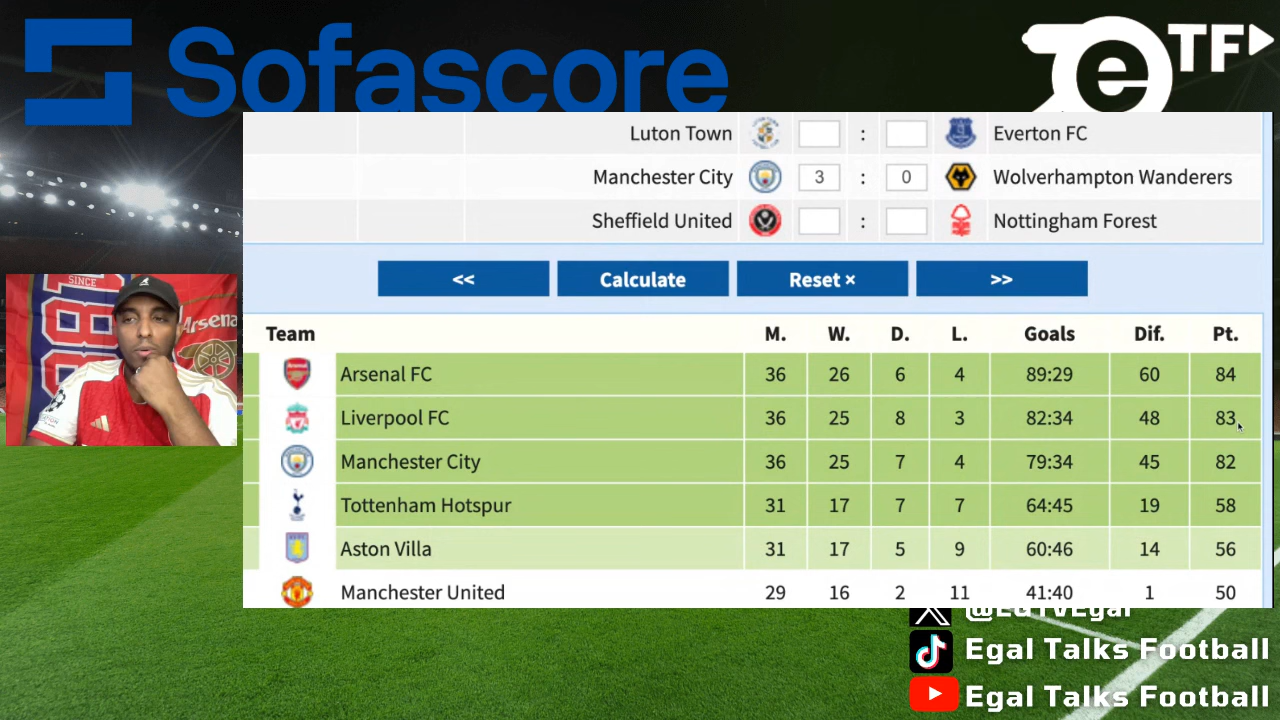 Sofascore
eTF
Luton Town : Everton FC
Manchester City 3 : 0 Wolverhampton Wanderers
Sheffield United : Nottingham Forest
<< Calculate Reset × >>
Team M. W. D. L. Goals Dif. Pt.
Arsenal FC 36 26 6 4 89:29 60 84
Liverpool FC 36 25 8 3 82:34 48 83
Manchester City 36 25 7 4 79:34 45 82
Tottenham Hotspur 31 17 7 7 64:45 19 58
Aston Villa 31 17 5 9 60:46 14 56
Manchester United 29 16 2 11 41:40 1 50
SINCE
Arsenal
@EGTVEgal
Egal Talks Football
Egal Talks Football